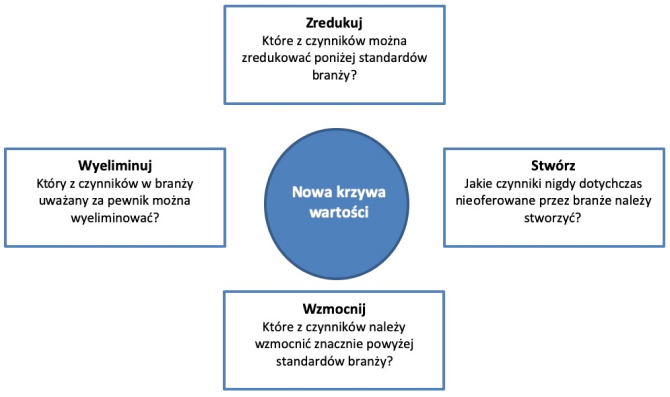 Zredukuj
Które z czynników można
zredukować poniżej standardów
branży?
Wyeliminuj
Który z czynników w branży
uważany za pewnik można
wyeliminować?
Nowa krzywa
wartości
Stwórz
Jakie czynniki nigdy dotychczas
nieoferowane przez branże należy
stworzyć?
Wzmocnij
Które z czynników należy
wzmocnić znacznie powyżej
standardów branży?